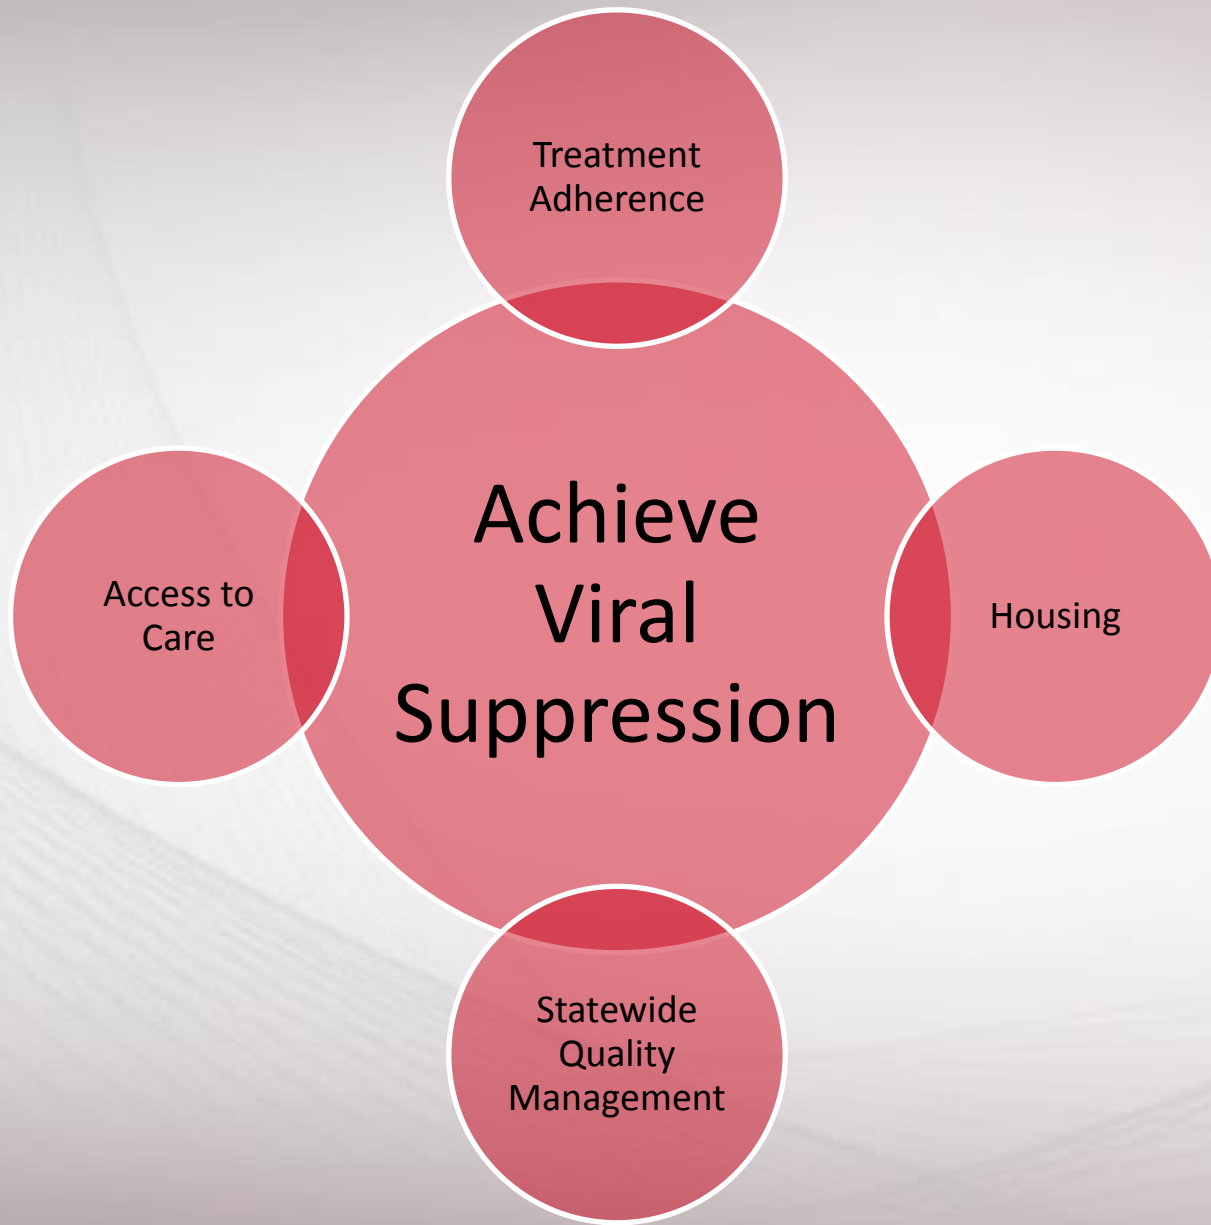 Treatment
Adherence
Achieve
Viral
Suppression
Access to
Care
Housing
Statewide
Quality
Management